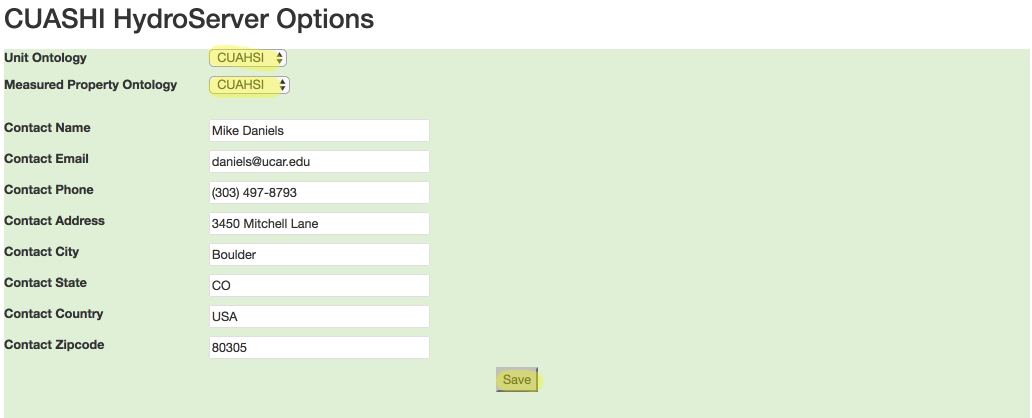 CUASHI HydroServer Options
Unit Ontology CUAHSI
Measured Property Ontology CUAHSI
Contact Name Mike Daniels
Contact Email daniels@ucar.edu
Contact Phone (303) 497-8793
Contact Address 3450 Mitchell Lane
Contact City Boulder
Contact State CO
Contact Country USA
Contact Zipcode 80305
Save